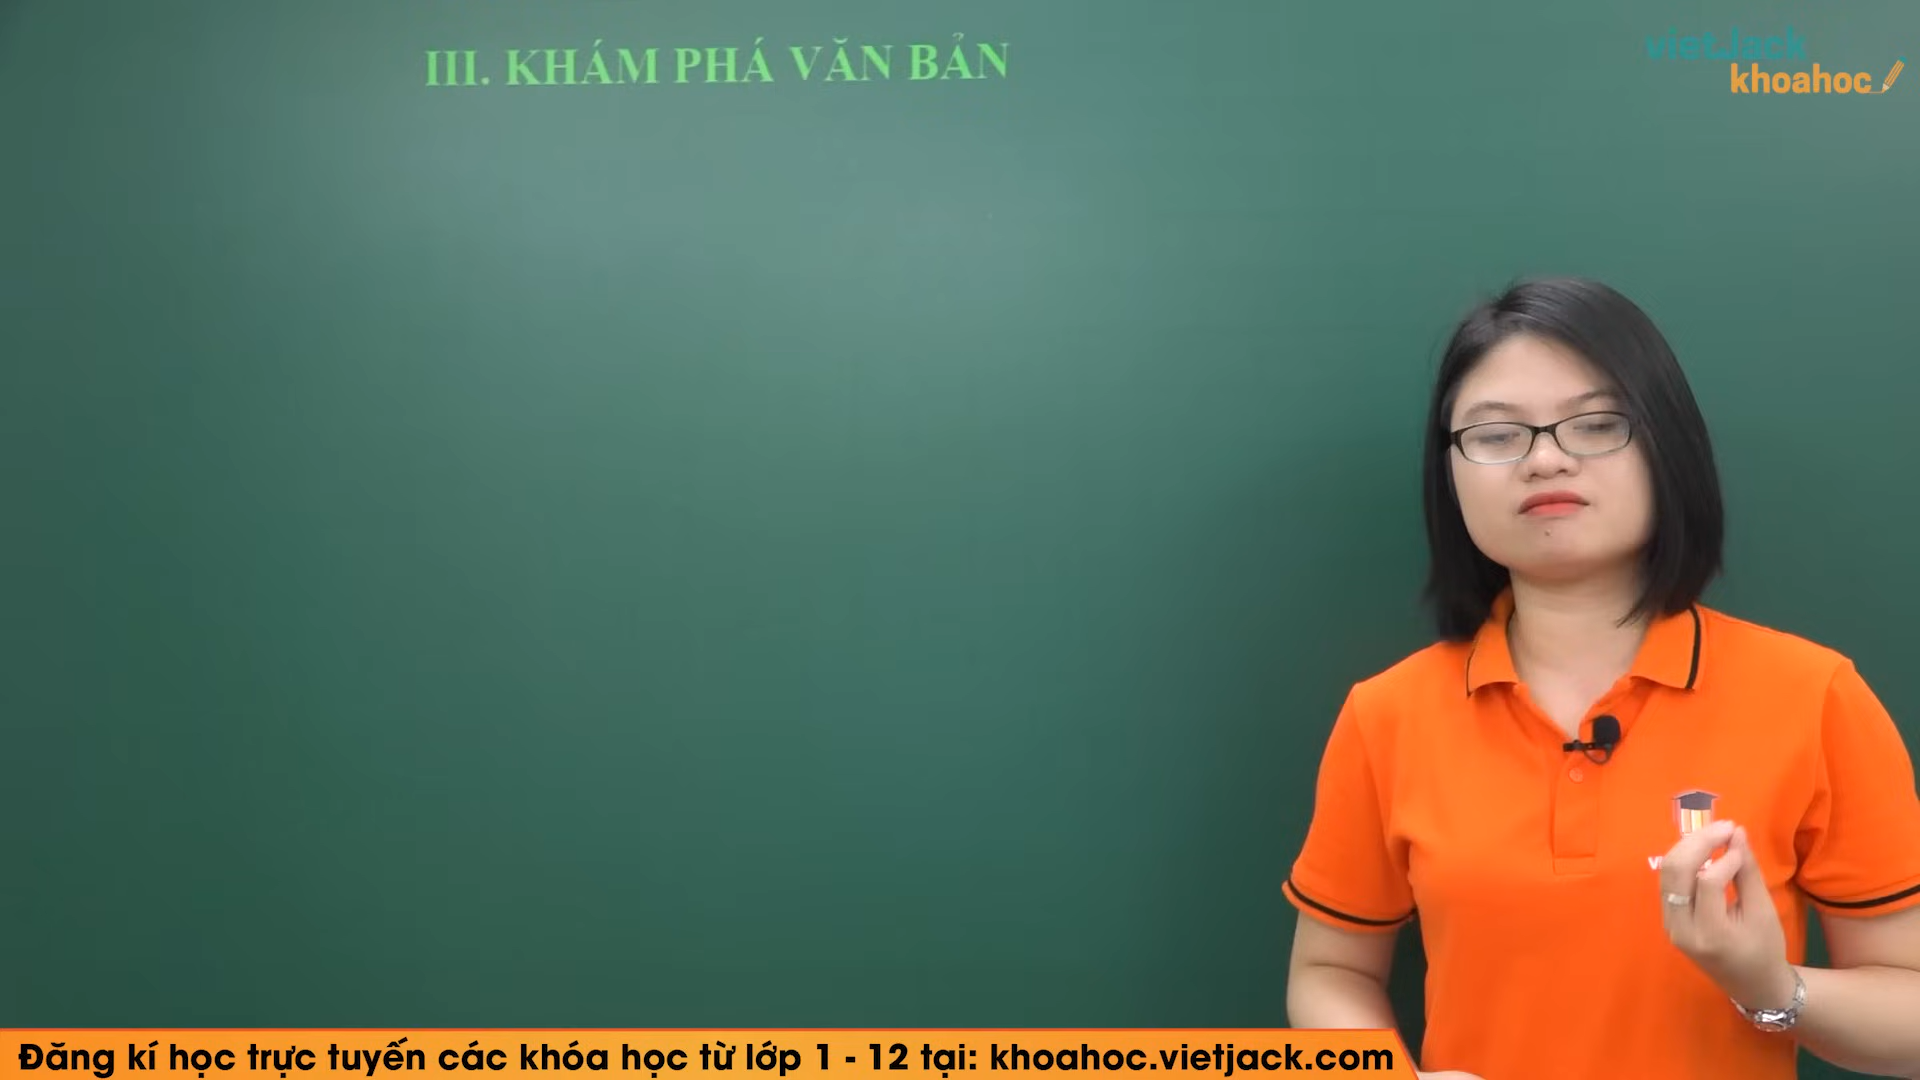 III. KHÁM PHÁ VĂN BẢN
vietJack
khoahoc
Đăng kí học trực tuyến các khóa học từ lớp 1 - 12 tại: khoahoc.vietjack.com